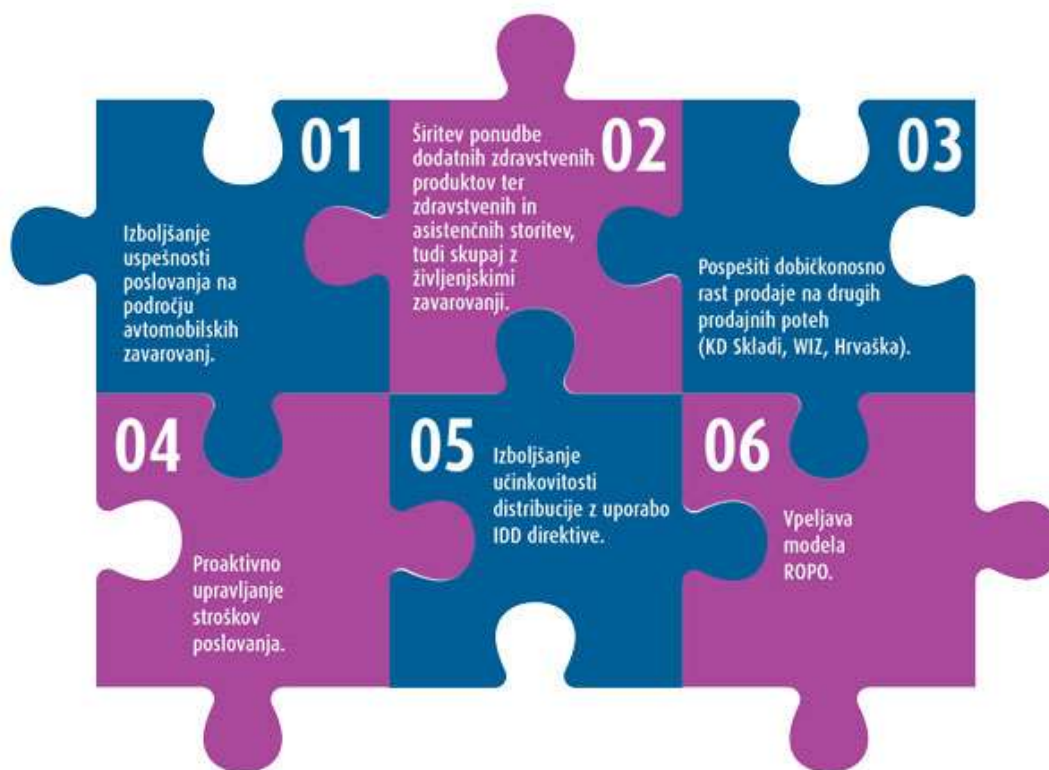 01
Izboljšanje
uspešnosti
poslovanja na
področju
avtomobilskih
zavarovanj.
02
Širitev ponudbe
dodatnih zdravstvenih
produktov ter
zdravstvenih in
asistenčnih storitev,
tudi skupaj z
življenjskimi
zavarovanji.
03
Pospešiti dobičkonosno
rast prodaje na drugih
prodajnih poteh
(KD Skladi, WIZ, Hrvaška).
04
Proaktivno
upravljanje
stroškov
poslovanja.
05
Izboljšanje
učinkovitosti
distribucije z uporabo
IDD direktive.
06
Vpeljava
modela
ROPO.